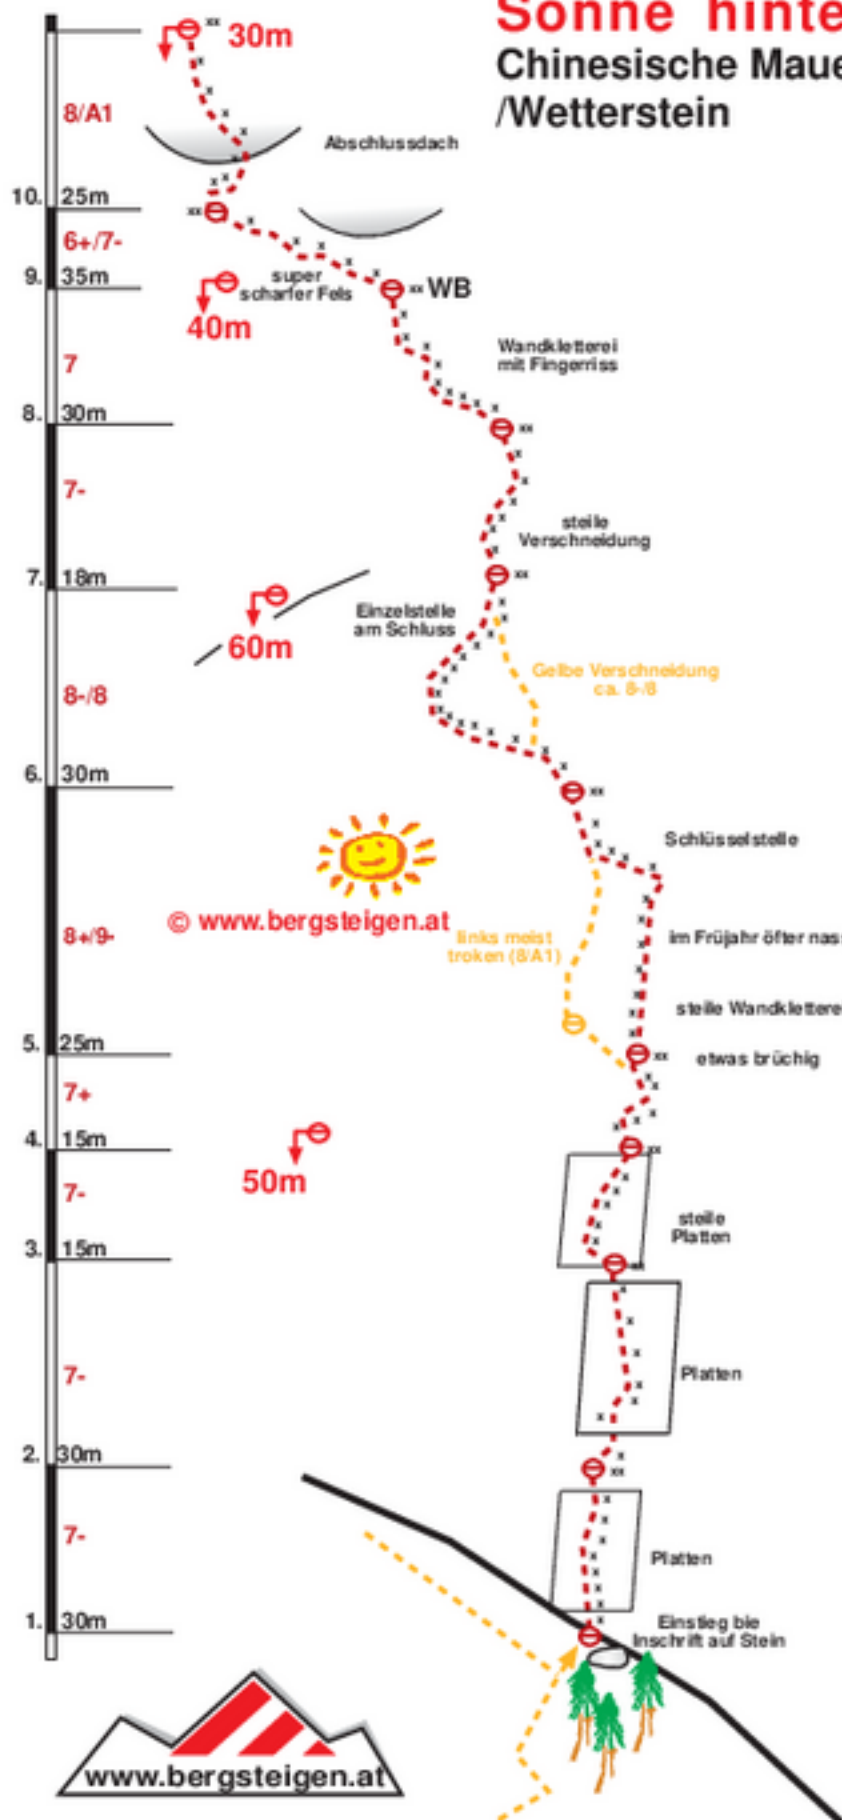 Sonne hinte
Chinesische Maue
/Wetterstein
30m
8/A1
Abschlussdach
10. 25m
6+/7-
9. 35m
super
scharfer Fels
WB
40m
Wandkletterei
mit Fingerriss
7
8. 30m
7-
steile
Verschneidung
7. 18m
Einzelstelle
am Schluss
60m
Gelbe Verschneidung
ca. 8-/8
8-/8
6. 30m
Schlüsselstelle
© www.bergsteigen.at
8+/9-
links meist
troken (8/A1)
im Früjahr öfter nas
steile Wandklettere
5. 25m
etwas brüchig
7+
4. 15m
50m
7-
steile
Platten
3. 15m
7-
Platten
2. 30m
7-
Platten
1. 30m
Einstieg bie
Inschrift auf Stein
www.bergsteigen.at